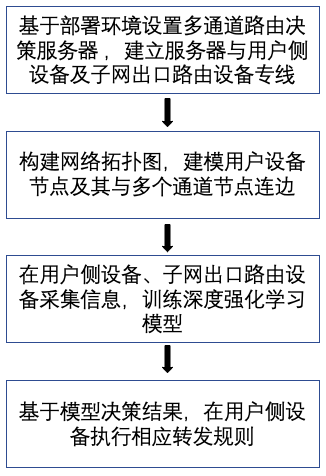 基于部署环境设置多通道路由决
策服务器，建立服务器与用户侧
设备及子网出口路由设备专线
构建网络拓扑图，建模用户设备
节点及其与多个通道节点连边
在用户侧设备、子网出口路由设
备采集信息，训练深度强化学习
模型
基于模型决策结果，在用户侧设
备执行相应转发规则